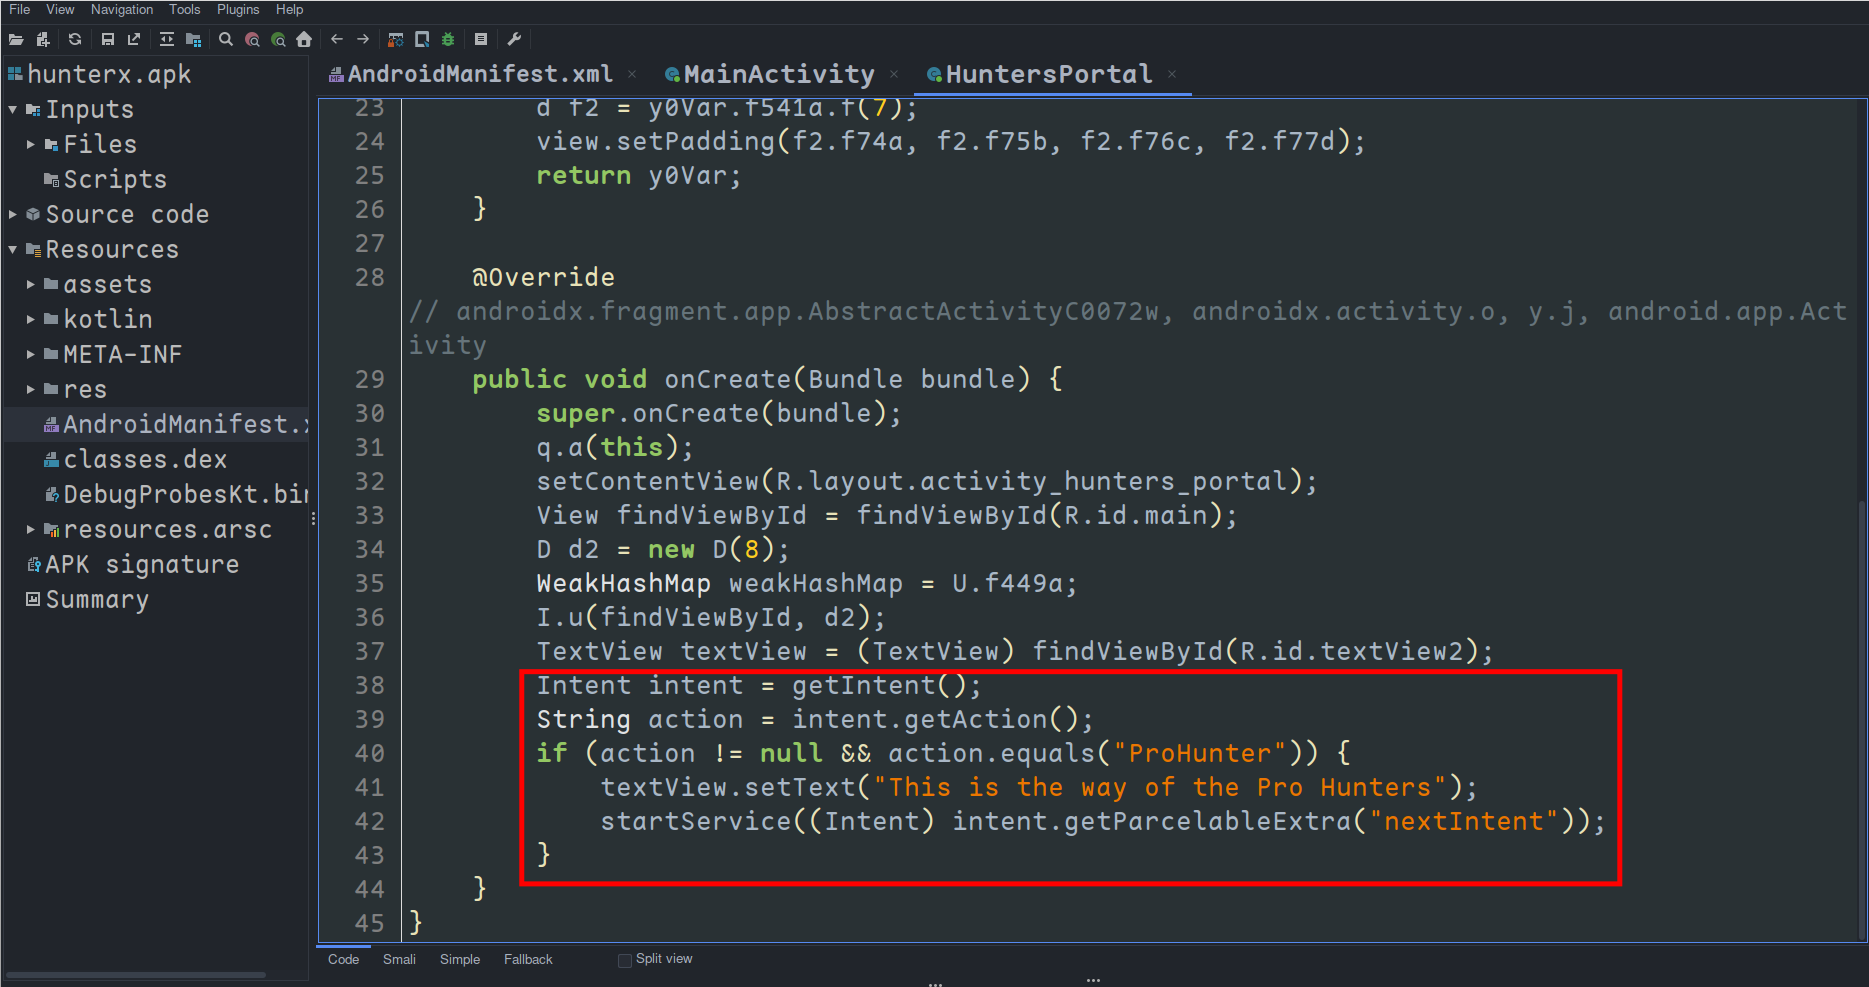 File View Navigation Tools Plugins Help
hunterx.apk
Inputs
Files
Scripts
Source code
Resources
assets
kotlin
META-INF
res
AndroidManifest.x
classes.dex
DebugProbesKt.bin
resources.arsc
APK signature
Summary
AndroidManifest.xml × MainActivity × HuntersPortal ×
23 d f2 = y0Var.f541a.f(7);
24 view.setPadding(f2.f74a, f2.f75b, f2.f76c, f2.f77d);
25 return y0Var;
26 }
27
28 @Override
// androidx.fragment.app.AbstractActivityC0072w, androidx.activity.o, y.j, android.app.Act
ivity
29 public void onCreate(Bundle bundle) {
30 super.onCreate(bundle);
31 q.a(this);
32 setContentView(R.layout.activity_hunters_portal);
33 View findViewById = findViewById(R.id.main);
34 D d2 = new D(8);
35 WeakHashMap weakHashMap = U.f449a;
36 I.u(findViewById, d2);
37 TextView textView = (TextView) findViewById(R.id.textView2);
38 Intent intent = getIntent();
39 String action = intent.getAction();
40 if (action != null && action.equals("ProHunter")) {
41 textView.setText("This is the way of the Pro Hunters");
42 startService((Intent) intent.getParcelableExtra("nextIntent"));
43 }
44 }
45 }
Code Smali Simple Fallback Split view